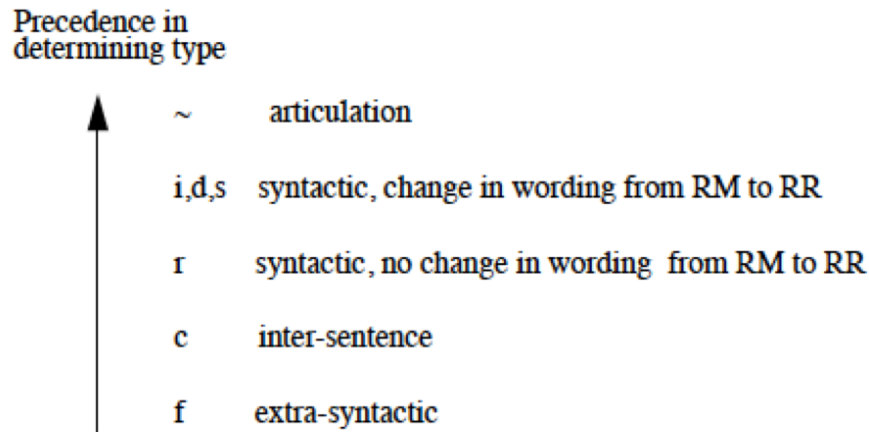 Precedence in
determining type
~ articulation
i,d,s syntactic, change in wording from RM to RR
r syntactic, no change in wording from RM to RR
c inter-sentence
f extra-syntactic